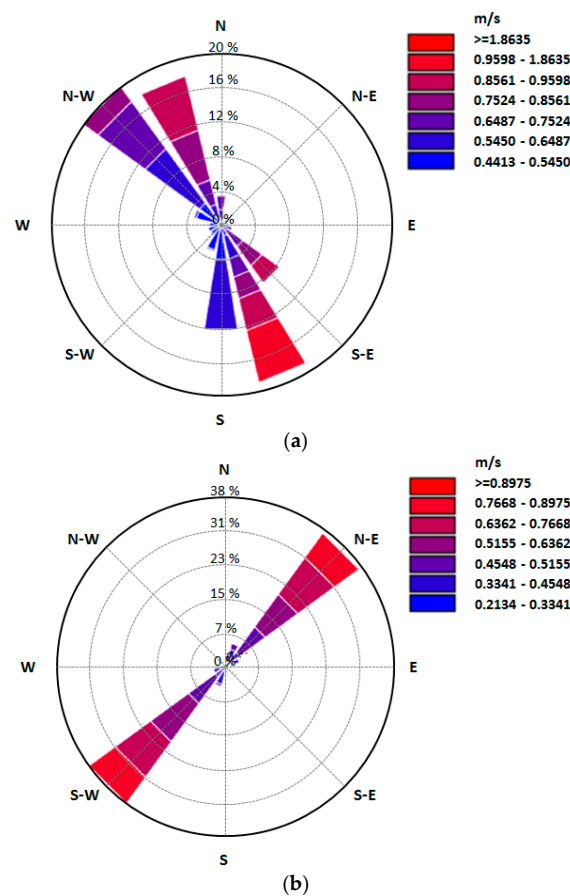 m/s
>=1.8635
0.9598 - 1.8635
0.8561 - 0.9598
0.7524 - 0.8561
0.6487 - 0.7524
0.5450 - 0.6487
0.4413 - 0.5450
N
20 %
16 %
12 %
8 %
4 %
0 %
N-W
N-E
W
E
S-W
S-E
S
(a)
m/s
>=0.8975
0.7668 - 0.8975
0.6362 - 0.7668
0.5155 - 0.6362
0.4548 - 0.5155
0.3341 - 0.4548
0.2134 - 0.3341
N
38 %
31 %
23 %
15 %
7 %
0 %
N-W
N-E
W
E
S-W
S-E
S
(b)